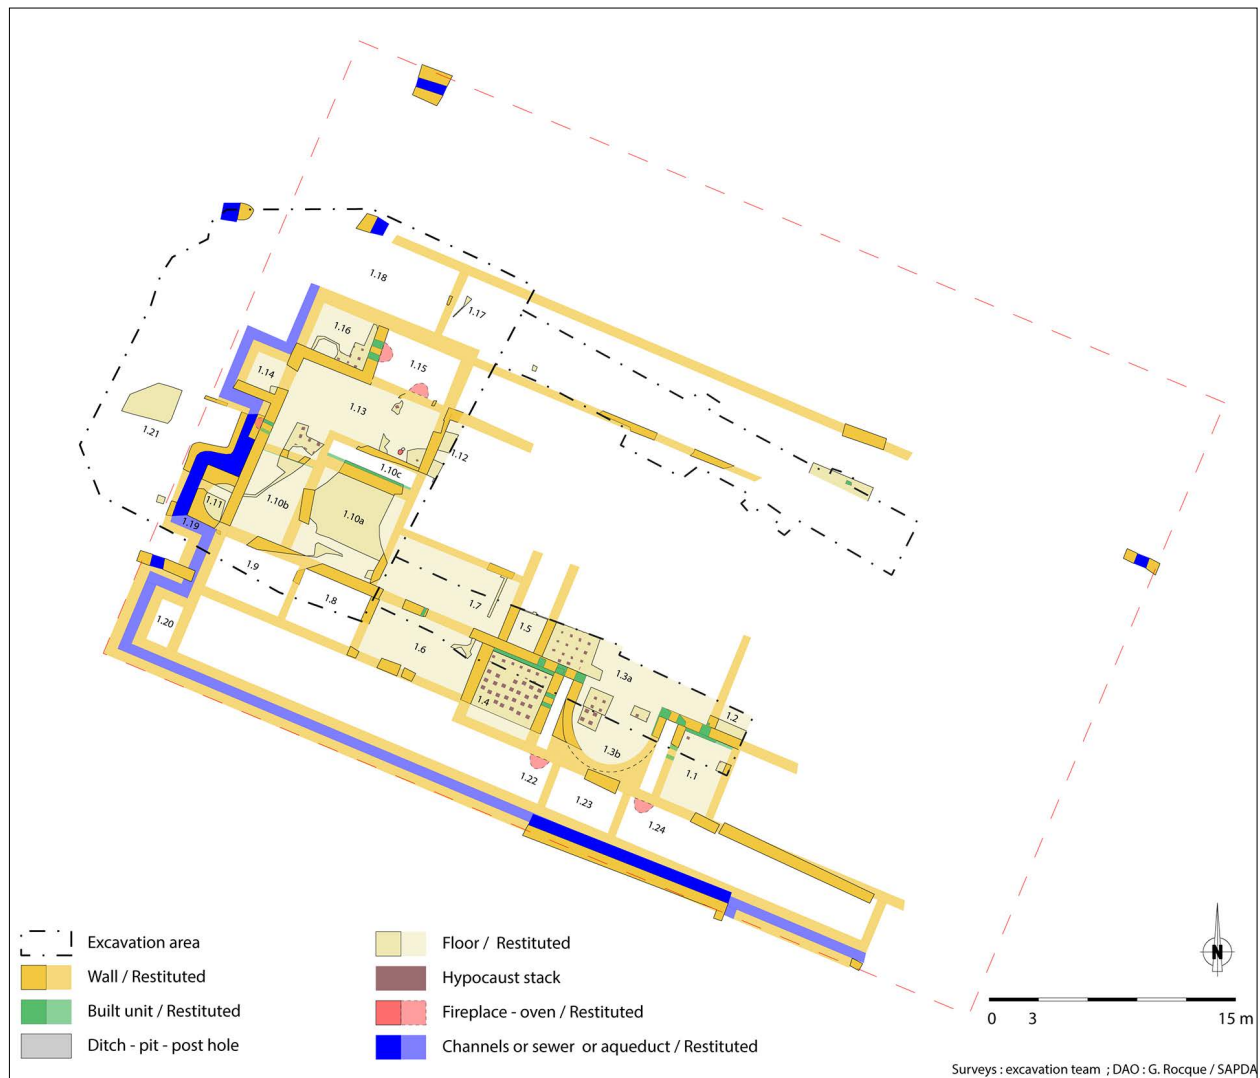 1.18
1.17
1.16
1.15
1.14
1.13
1.21
1.12
1.10c
1.11
1.10b
1.10a
1.19
1.9
1.8
1.7
1.20
1.5
1.6
1.3a
1.4
1.2
1.3b
1.1
1.22
1.23
1.24
N
Excavation area
Wall / Restituted
Built unit / Restituted
Ditch - pit - post hole
Floor / Restituted
Hypocaust stack
Fireplace - oven / Restituted
Channels or sewer or aqueduct / Restituted
0 3 15 m
Surveys : excavation team ; DAO : G. Rocque / SAPDA